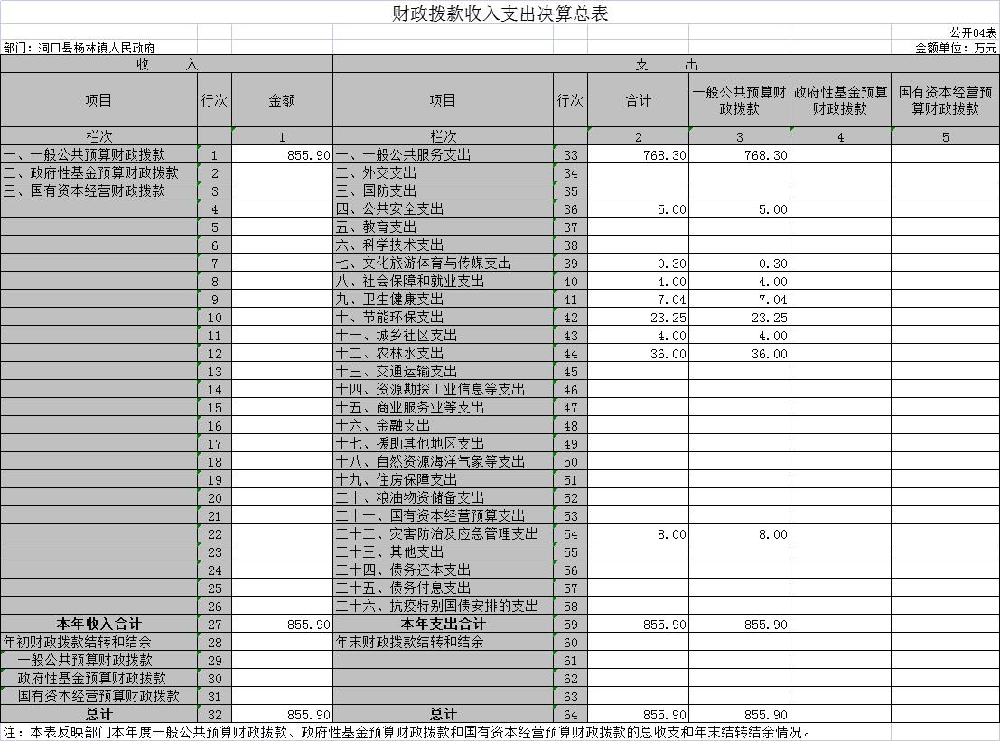 财政拨款收入支出决算总表
公开04表
部门：洞口县杨林镇人民政府 金额单位：万元
收 入 支 出
项目 行次 金额 项目 行次 合计 一般公共预算财政拨款 政府性基金预算财政拨款 国有资本经营预算财政拨款
栏次 1 栏次 2 3 4 5
一、一般公共预算财政拨款 1 855.90 一、一般公共服务支出 33 768.30 768.30
二、政府性基金预算财政拨款 2 二、外交支出 34
三、国有资本经营财政拨款 3 三、国防支出 35
4 四、公共安全支出 36 5.00 5.00
5 五、教育支出 37
6 六、科学技术支出 38
7 七、文化旅游体育与传媒支出 39 0.30 0.30
8 八、社会保障和就业支出 40 4.00 4.00
9 九、卫生健康支出 41 7.04 7.04
10 十、节能环保支出 42 23.25 23.25
11 十一、城乡社区支出 43 4.00 4.00
12 十二、农林水支出 44 36.00 36.00
13 十三、交通运输支出 45
14 十四、资源勘探工业信息等支出 46
15 十五、商业服务业等支出 47
16 十六、金融支出 48
17 十七、援助其他地区支出 49
18 十八、自然资源海洋气象等支出 50
19 十九、住房保障支出 51
20 二十、粮油物资储备支出 52
21 二十一、国有资本经营预算支出 53
22 二十二、灾害防治及应急管理支出 54 8.00 8.00
23 二十三、其他支出 55
24 二十四、债务还本支出 56
25 二十五、债务付息支出 57
26 二十六、抗疫特别国债安排的支出 58
本年收入合计 27 855.90 本年支出合计 59 855.90 855.90
年初财政拨款结转和结余 28 年末财政拨款结转和结余 60
一般公共预算财政拨款 29 61
政府性基金预算财政拨款 30 62
国有资本经营预算财政拨款 31 63
总计 32 855.90 总计 64 855.90 855.90
注：本表反映部门本年度一般公共预算财政拨款、政府性基金预算财政拨款和国有资本经营预算财政拨款的总收支和年末结转结余情况。